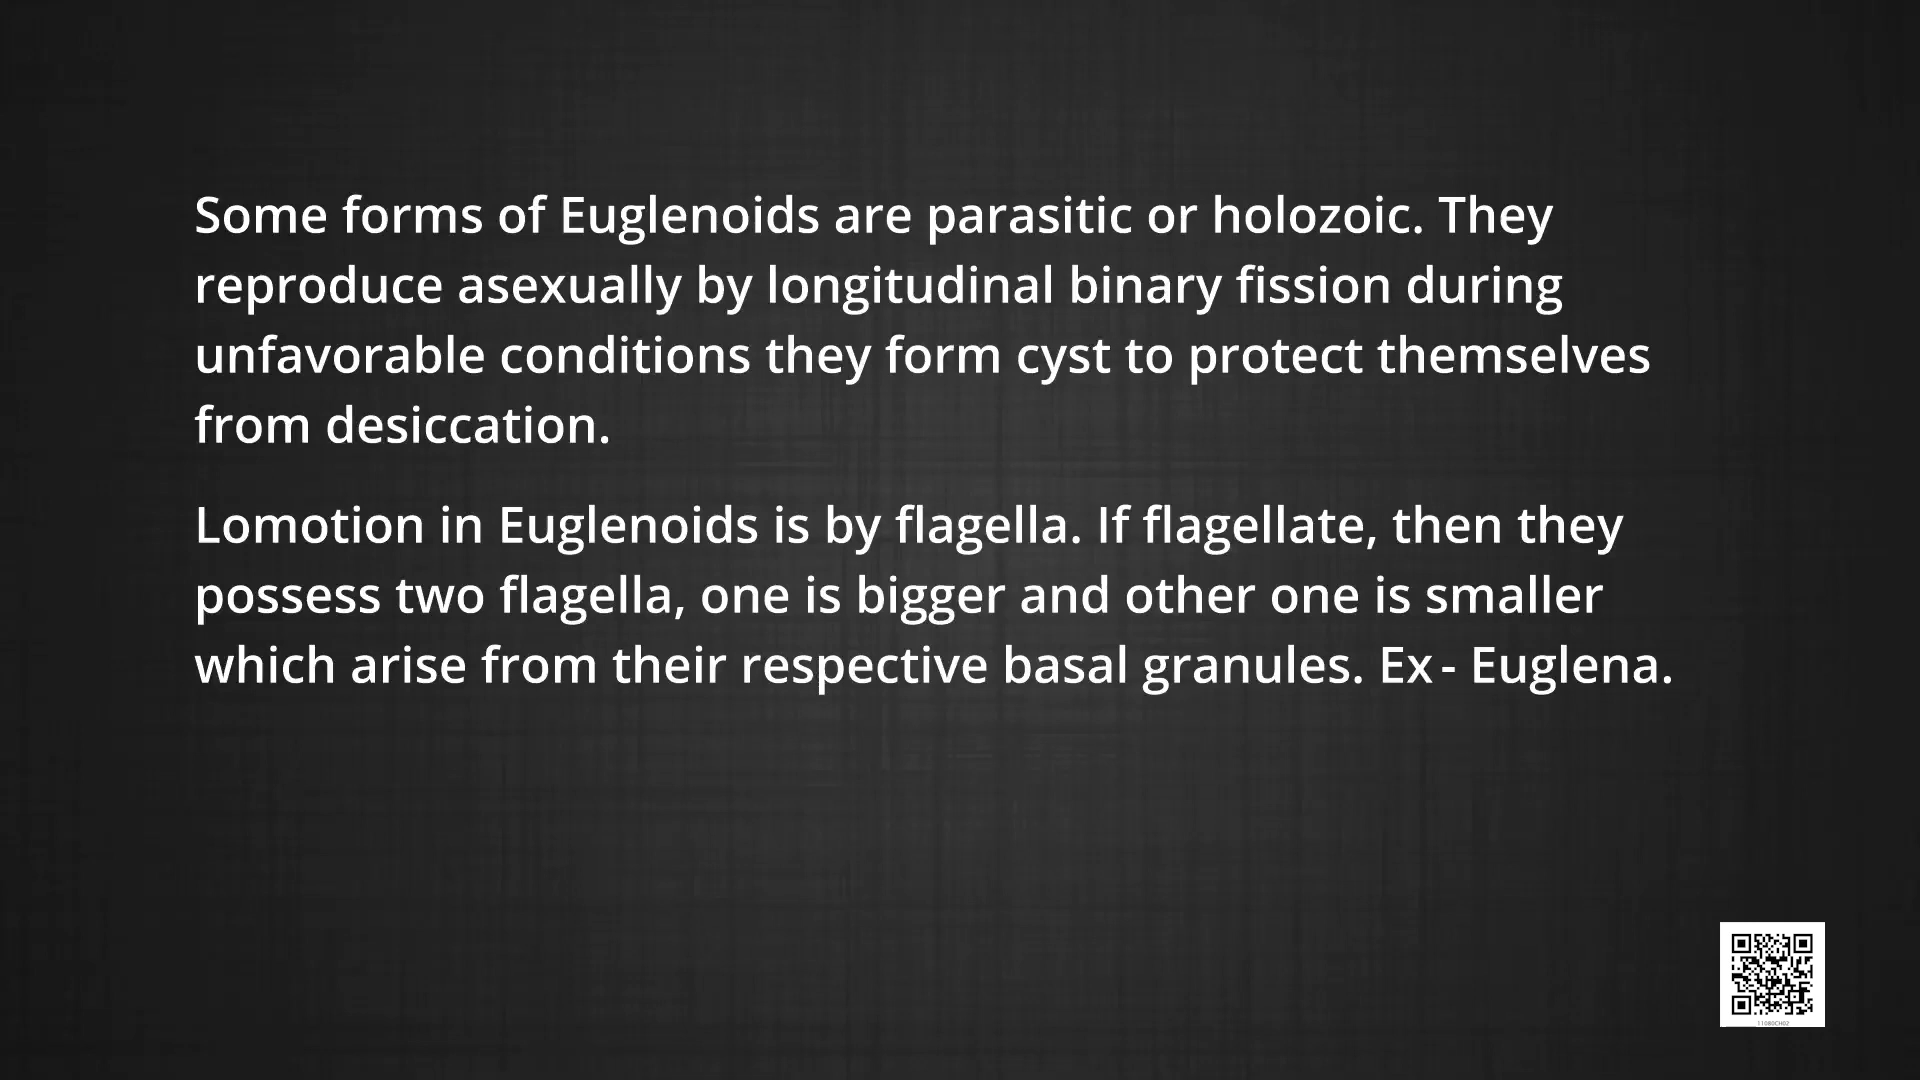 Some forms of Euglenoids are parasitic or holozoic. They
reproduce asexually by longitudinal binary fission during
unfavorable conditions they form cyst to protect themselves
from desiccation.
Lomotion in Euglenoids is by flagella. If flagellate, then they
possess two flagella, one is bigger and other one is smaller
which arise from their respective basal granules. Ex - Euglena.
11080CH02